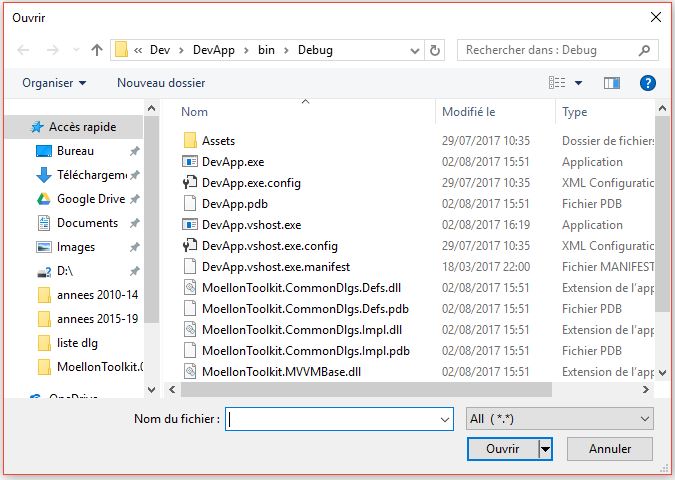 Ouvrir
« Dev > DevApp > bin > Debug
Rechercher dans : Debug
Organiser
Nouveau dossier
?
Accès rapide
Bureau
Téléchargeme
Google Drive
Documents
Images
D:\
annees 2010-14
annees 2015-19
liste dlg
MoellonToolkit.
OneDrive
Nom Modifié le Type
Assets 29/07/2017 10:35 Dossier de fichiers
DevApp.exe 02/08/2017 15:51 Application
DevApp.exe.config 29/07/2017 10:35 XML Configuratio
DevApp.pdb 02/08/2017 15:51 Fichier PDB
DevApp.vshost.exe 02/08/2017 16:19 Application
DevApp.vshost.exe.config 29/07/2017 10:35 XML Configuratio
DevApp.vshost.exe.manifest 18/03/2017 22:00 Fichier MANIFEST
MoellonToolkit.CommonDlgs.Defs.dll 02/08/2017 15:51 Extension de l'app
MoellonToolkit.CommonDlgs.Defs.pdb 02/08/2017 15:51 Fichier PDB
MoellonToolkit.CommonDlgs.Impl.dll 02/08/2017 15:51 Extension de l'app
MoellonToolkit.CommonDlgs.Impl.pdb 02/08/2017 15:51 Fichier PDB
MoellonToolkit.MVVMBase.dll 02/08/2017 15:51 Extension de l'app
Nom du fichier :
All (*.*)
Ouvrir
Annuler